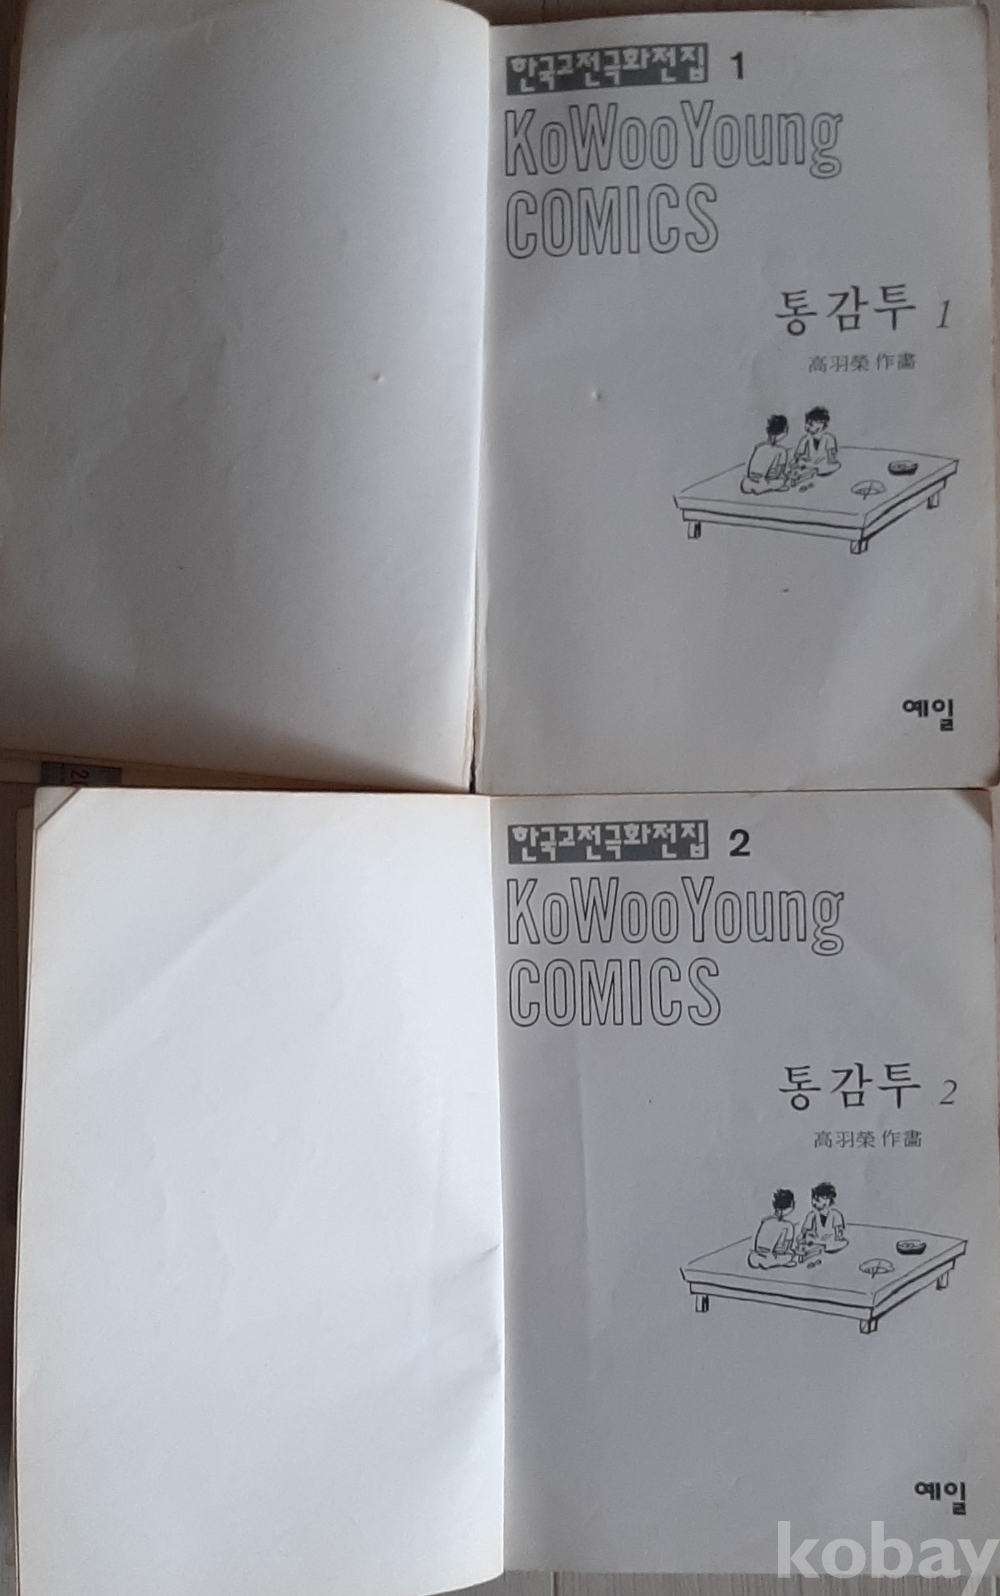 한국고전극화전집 1
KoWooYoung
COMICS
통감투 1
高羽榮 作畵
예일
20
한국고전극화전집 2
KoWooYoung
COMICS
통감투 2
高羽榮 作畵
예일
kobay